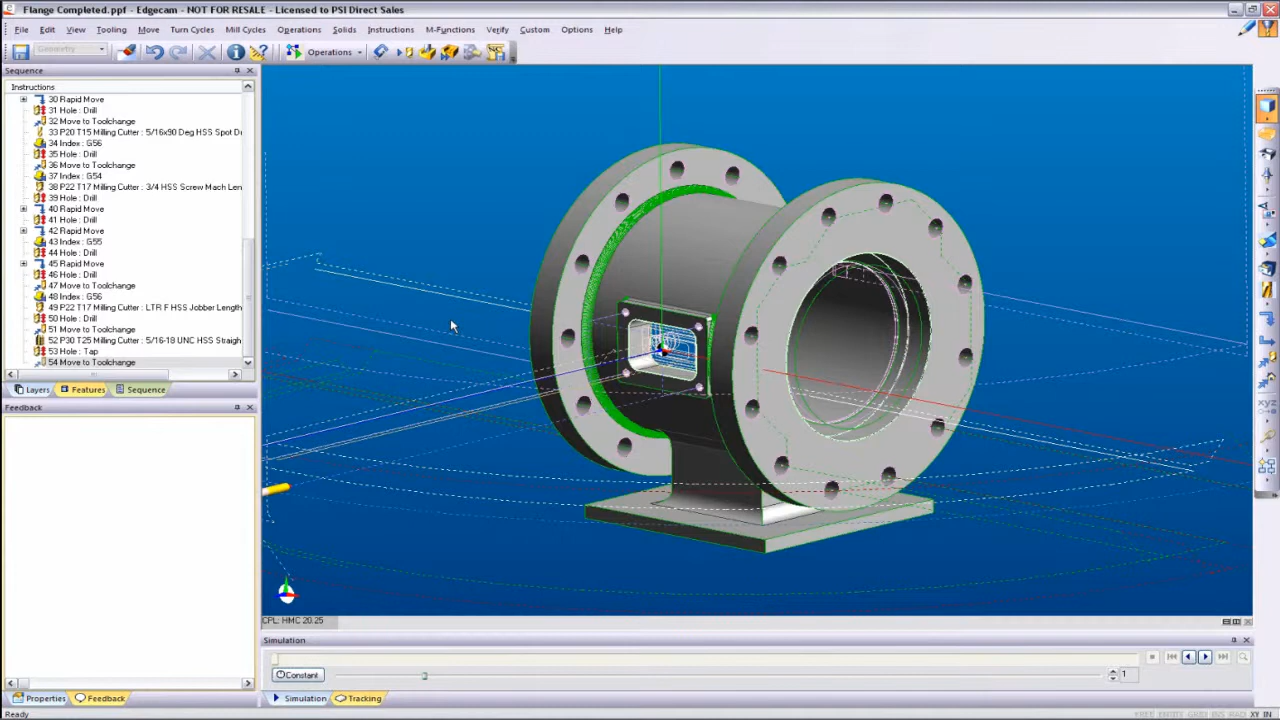 Flange Completed.ppf - Edgecam - NOT FOR RESALE - Licensed to PSI Direct Sales
File Edit View Tooling Move Turn Cycles Mill Cycles Operations Solids Instructions M-Functions Verify Custom Options Help
Geometry Operations
Sequence
Instructions
30 Rapid Move
31 Hole : Drill
32 Move to Toolchange
33 P20 T15 Milling Cutter : 5/16x90 Deg HSS Spot D
34 Index : G56
35 Hole : Drill
36 Move to Toolchange
37 Index : G54
38 P22 T17 Milling Cutter : 3/4 HSS Screw Mach Len
39 Hole : Drill
40 Rapid Move
41 Hole : Drill
42 Rapid Move
43 Index : G55
44 Hole : Drill
45 Rapid Move
46 Hole : Drill
47 Move to Toolchange
48 Index : G56
49 P22 T17 Milling Cutter : LTR F HSS Jobber Length
50 Hole : Drill
51 Move to Toolchange
52 P30 T25 Milling Cutter : 5/16-18 UNC HSS Straigh
53 Hole : Tap
54 Move to Toolchange
Layers Features Sequence
Feedback
xyz
CPL: HMC 20.25
Simulation
Constant 1
Properties Feedback Simulation Tracking
Ready XY IN